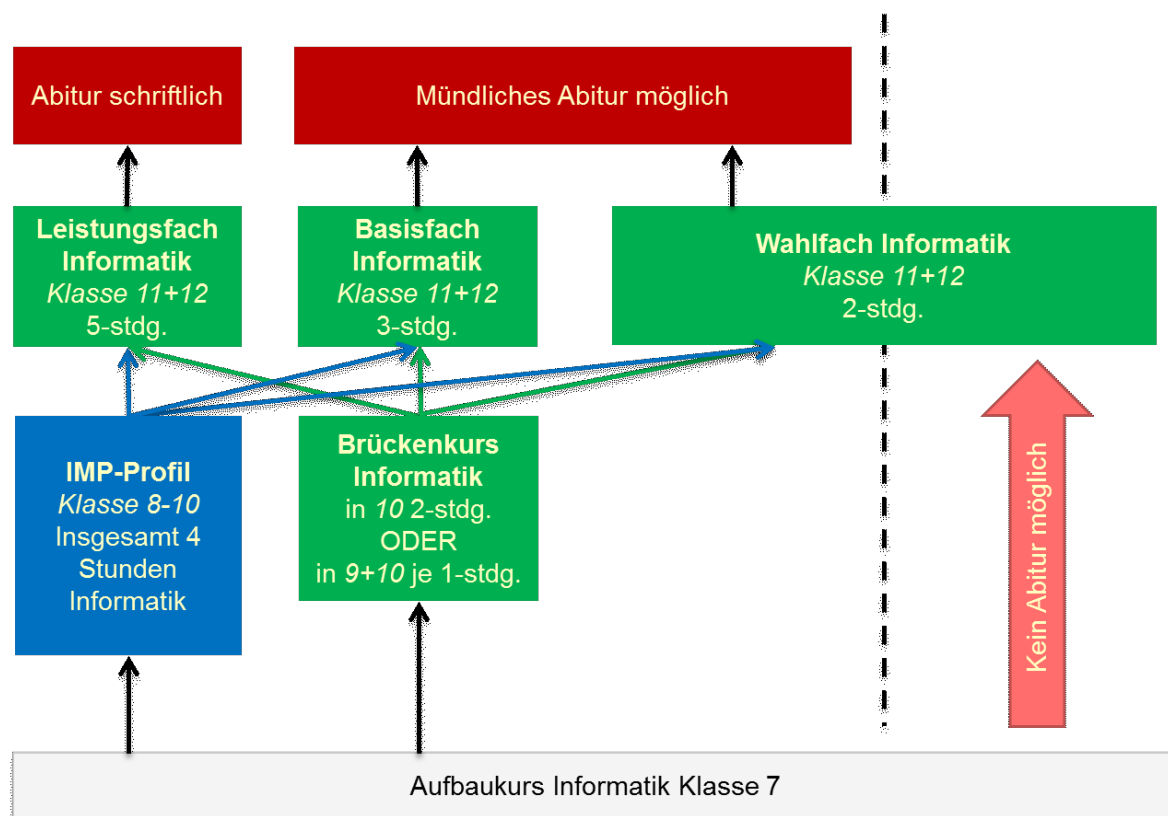 Abitur schriftlich
Mündliches Abitur möglich
Leistungsfach
Informatik
Klasse 11+12
5-stdg.
Basisfach
Informatik
Klasse 11+12
3-stdg.
Wahlfach Informatik
Klasse 11+12
2-stdg.
IMP-Profil
Klasse 8-10
Insgesamt 4
Stunden
Informatik
Brückenkurs
Informatik
in 10 2-stdg.
ODER
in 9+10 je 1-stdg.
Kein Abitur möglich
Aufbaukurs Informatik Klasse 7